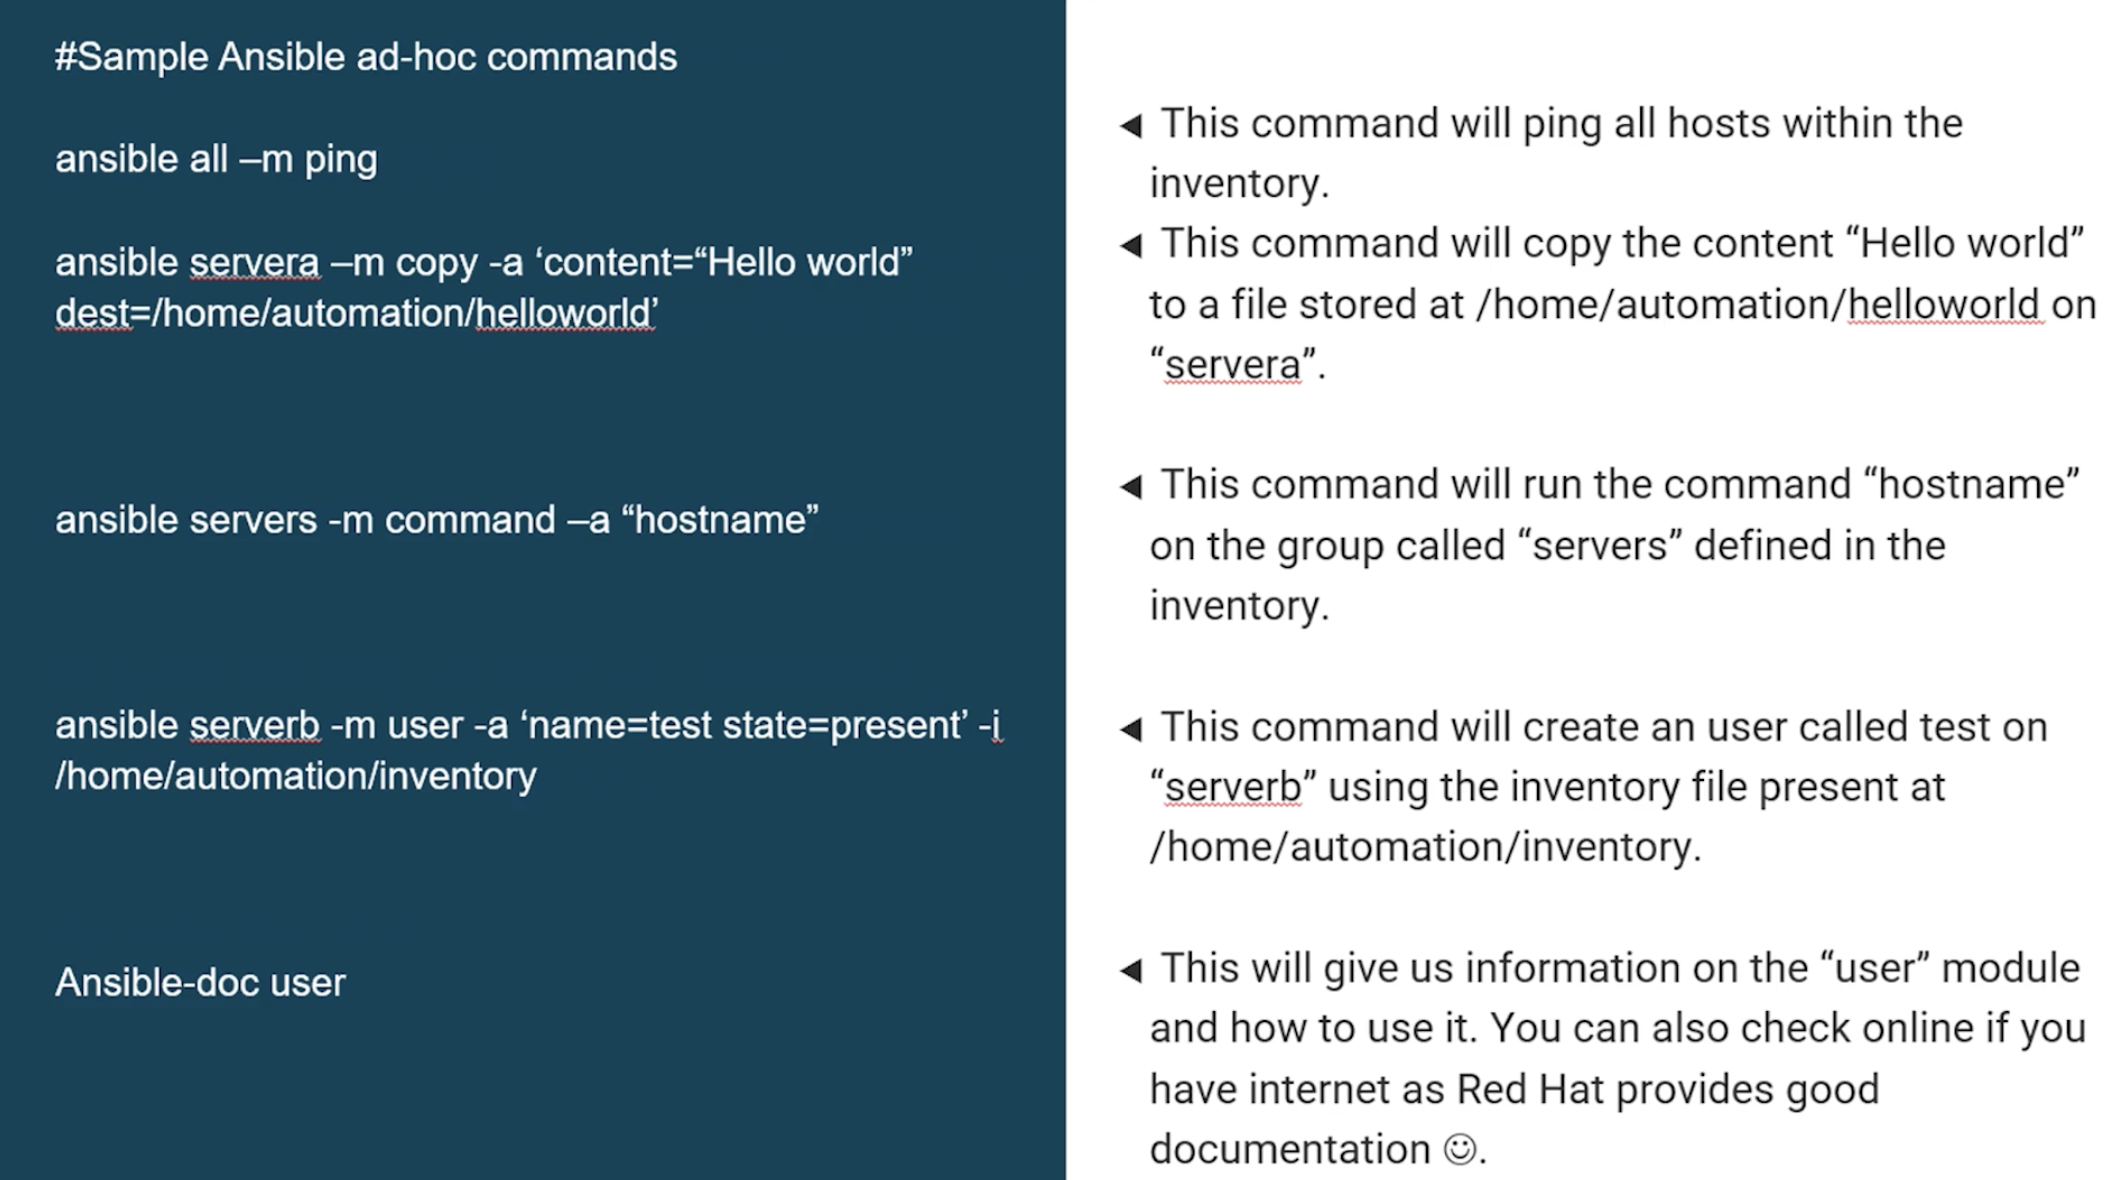 #Sample Ansible ad-hoc commands
ansible all –m ping
ansible servera –m copy -a ‘content=“Hello world”
dest=/home/automation/helloworld’
ansible servers -m command –a “hostname”
ansible serverb -m user -a ‘name=test state=present’ -i
/home/automation/inventory
Ansible-doc user
◄ This command will ping all hosts within the
inventory.
◄ This command will copy the content “Hello world”
to a file stored at /home/automation/helloworld on
“servera”.
◄ This command will run the command “hostname”
on the group called “servers” defined in the
inventory.
◄ This command will create an user called test on
“serverb” using the inventory file present at
/home/automation/inventory.
◄ This will give us information on the “user” module
and how to use it. You can also check online if you
have internet as Red Hat provides good
documentation ☺.